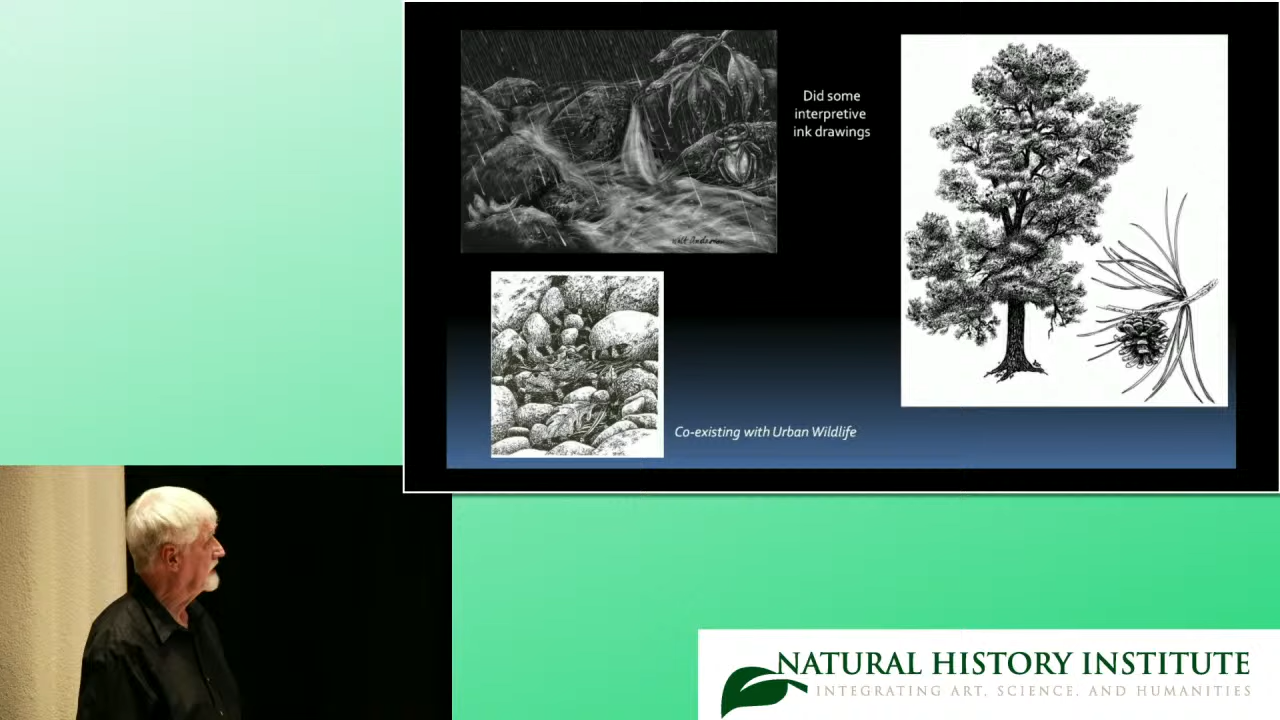 Did some
interpretive
ink drawings
Co-existing with Urban Wildlife
NATURAL HISTORY INSTITUTE
INTEGRATING ART, SCIENCE, AND HUMANITIES